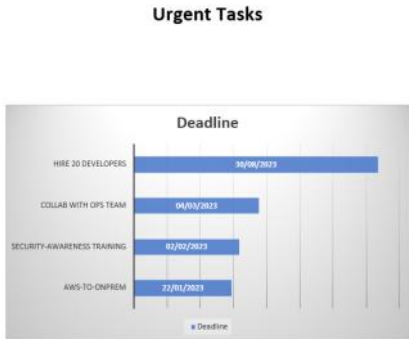 Urgent Tasks
Deadline
HIRE 20 DEVELOPERS
30/08/2023
COLLAB WITH OPS TEAM
04/03/2023
SECURITY-AWARENESS TRAINING
02/02/2023
AWS-TO-ONPREM
22/01/2023
Deadline